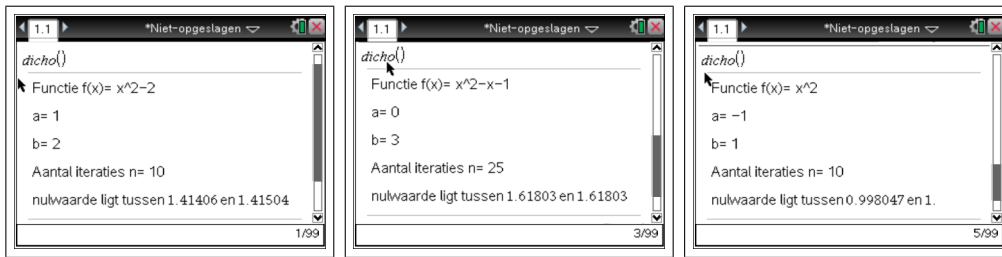 1.1 *Niet-opgeslagen
dicho()
Functie f(x)= x^2-2
a= 1
b= 2
Aantal iteraties n= 10
nulwaarde ligt tussen 1.41406 en 1.41504
1/99
1.1 *Niet-opgeslagen
dicho()
Functie f(x)= x^2-x-1
a= 0
b= 3
Aantal iteraties n= 25
nulwaarde ligt tussen 1.61803 en 1.61803
3/99
1.1 *Niet-opgeslagen
dicho()
Functie f(x)= x^2
a= -1
b= 1
Aantal iteraties n= 10
nulwaarde ligt tussen 0.998047 en 1.
5/99